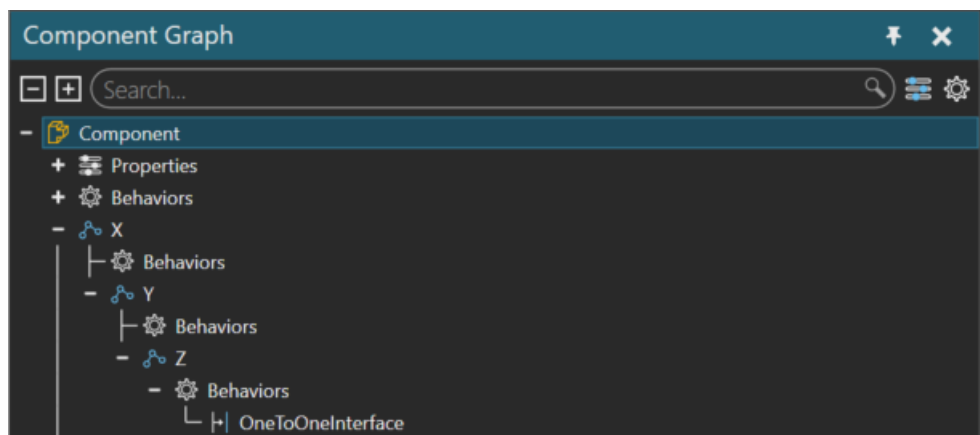 Component Graph
Search...
Component
Properties
Behaviors
X
Behaviors
Y
Behaviors
Z
Behaviors
OneToOneInterface